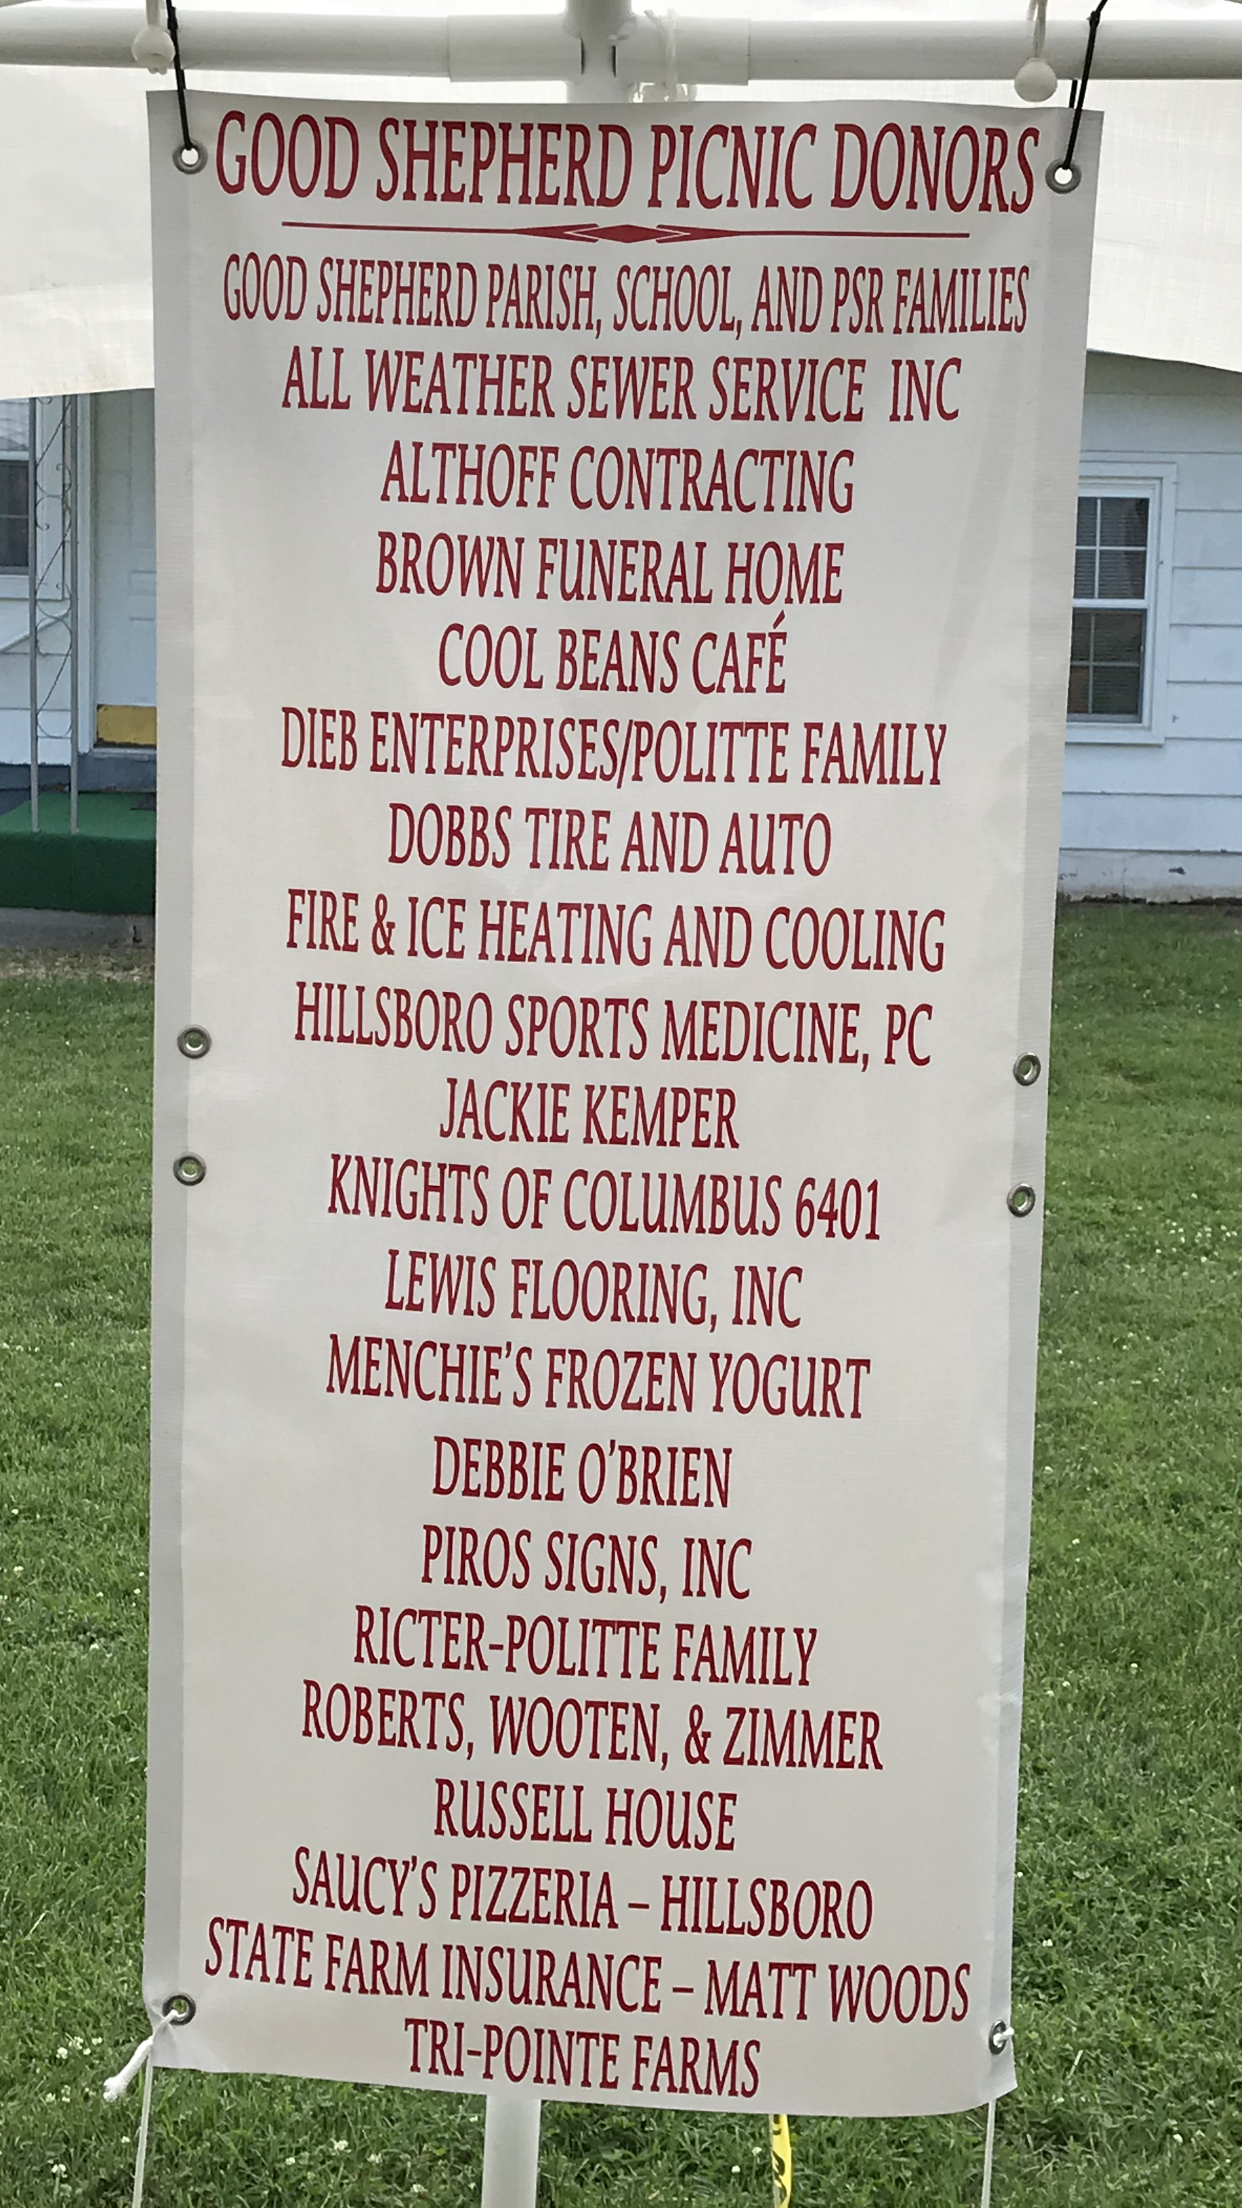 GOOD SHEPHERD PICNIC DONORS
GOOD SHEPHERD PARISH, SCHOOL, AND PSR FAMILIES
ALL WEATHER SEWER SERVICE INC
ALTHOFF CONTRACTING
BROWN FUNERAL HOME
COOL BEANS CAFÉ
DIEB ENTERPRISES/POLITTE FAMILY
DOBBS TIRE AND AUTO
FIRE & ICE HEATING AND COOLING
HILLSBORO SPORTS MEDICINE, PC
JACKIE KEMPER
KNIGHTS OF COLUMBUS 6401
LEWIS FLOORING, INC
MENCHIE'S FROZEN YOGURT
DEBBIE O'BRIEN
PIROS SIGNS, INC
RICTER-POLITTE FAMILY
ROBERTS, WOOTEN, & ZIMMER
RUSSELL HOUSE
SAUCY'S PIZZERIA – HILLSBORO
STATE FARM INSURANCE – MATT WOODS
TRI-POINTE FARMS